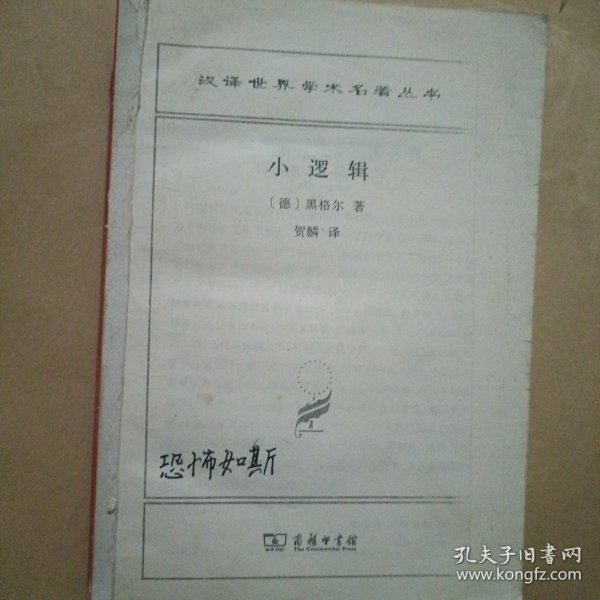 汉译世界学术名著丛书
小逻辑
〔德〕黑格尔 著
贺麟 译
恐怖如斯
商务印书馆
The Commercial Press
孔夫子旧书网
www.kongfz.com